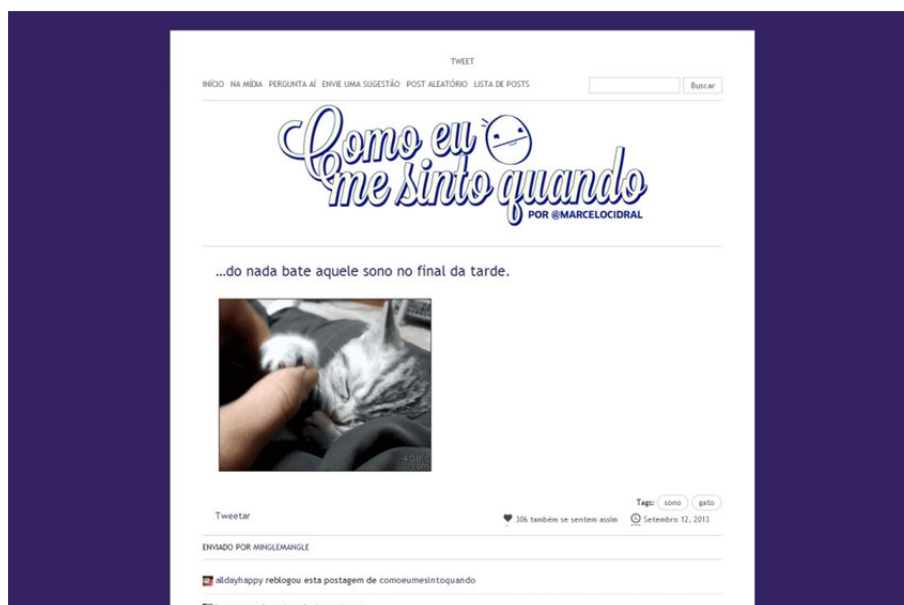 TWEET
INÍCIO NA MÍDIA PERGUNTA AÍ ENVIE UMA SUGESTÃO POST ALEATÓRIO LISTA DE POSTS Buscar
Como eu
me sinto quando
POR @MARCELOCIDRAL
...do nada bate aquele sono no final da tarde.
4GIFs
.com
Tags: sono gato
Tweetar 306 também se sentem assim Setembro 12, 2013
ENVIADO POR MINGLEMANGLE
alldayhappy reblogou esta postagem de comoeumesintoquando